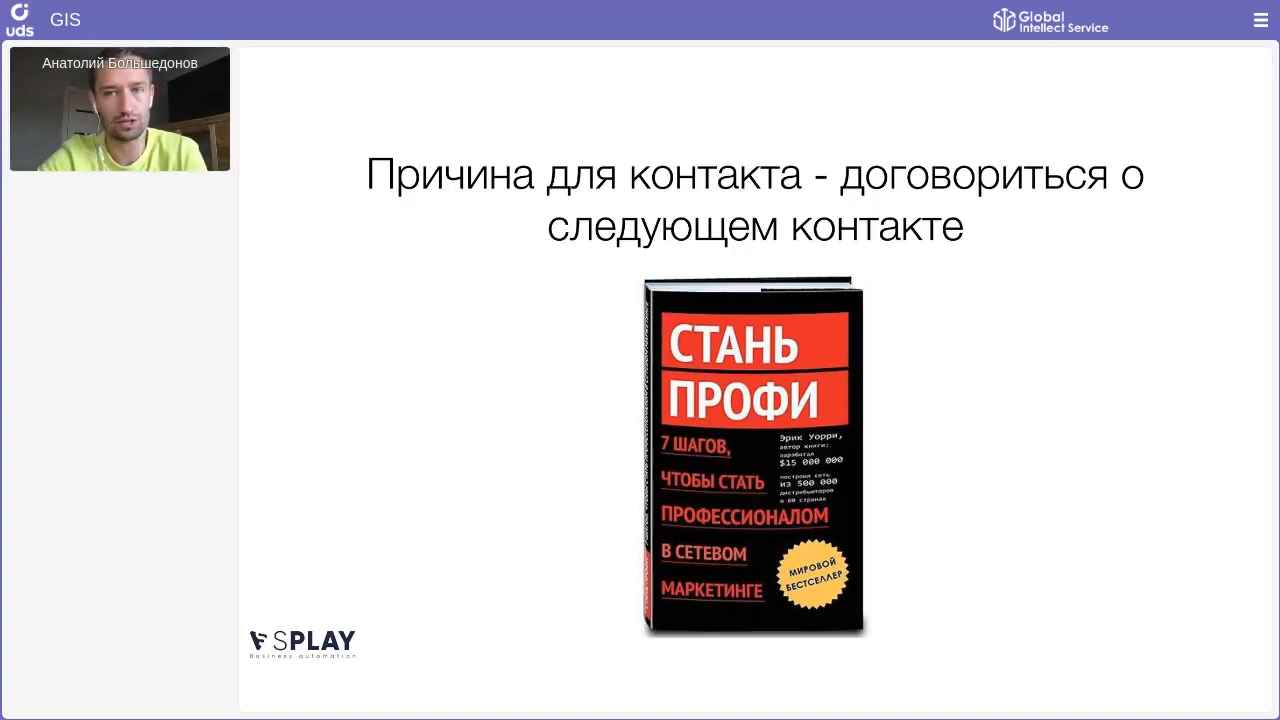 uds
GIS
Global
Intellect Service
Анатолий Большедонов
Причина для контакта - договориться о
следующем контакте
СТАНЬ
ПРОФИ
7 ШАГОВ,
ЧТОБЫ СТАТЬ
ПРОФЕССИОНАЛОМ
В СЕТЕВОМ
МАРКЕТИНГЕ
Эрик Уорри,
автор книги:
заработал
$15 000 000
построил сеть
из 500 000
дистрибьюторов
в 60 странах
МИРОВОЙ
БЕСТСЕЛЛЕР
SPLAY
Business automation